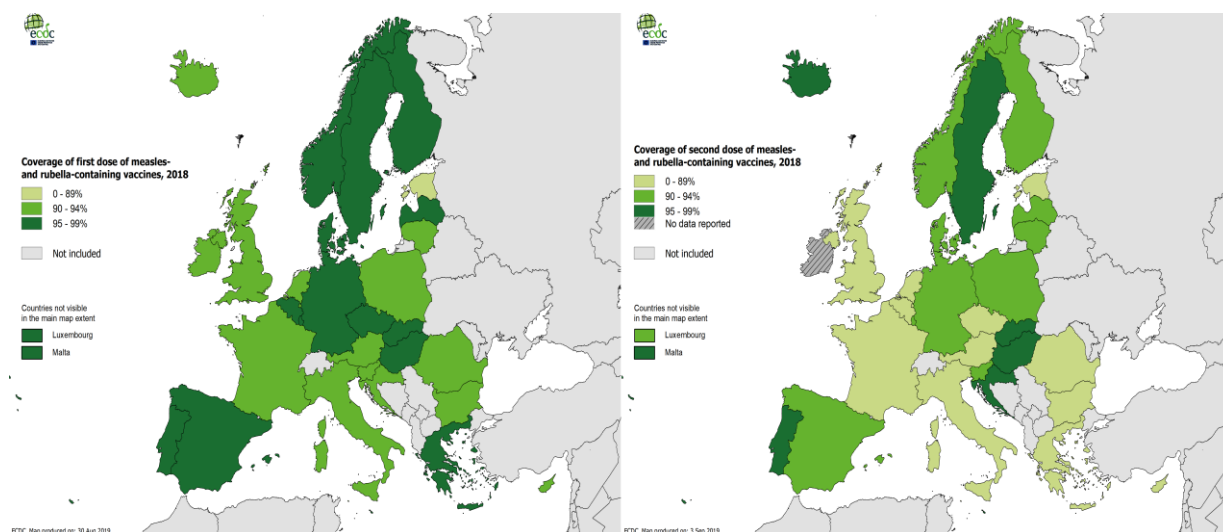 ecdc
Coverage of first dose of measles-
and rubella-containing vaccines, 2018
0 - 89%
90 - 94%
95 - 99%
Not included
Countries not visible
in the main map extent
Luxembourg
Malta
ECDC. Map produced on: 30 Aug 2019
ecdc
Coverage of second dose of measles-
and rubella-containing vaccines, 2018
0 - 89%
90 - 94%
95 - 99%
No data reported
Not included
Countries not visible
in the main map extent
Luxembourg
Malta
ECDC. Map produced on: 3 Sep 2019